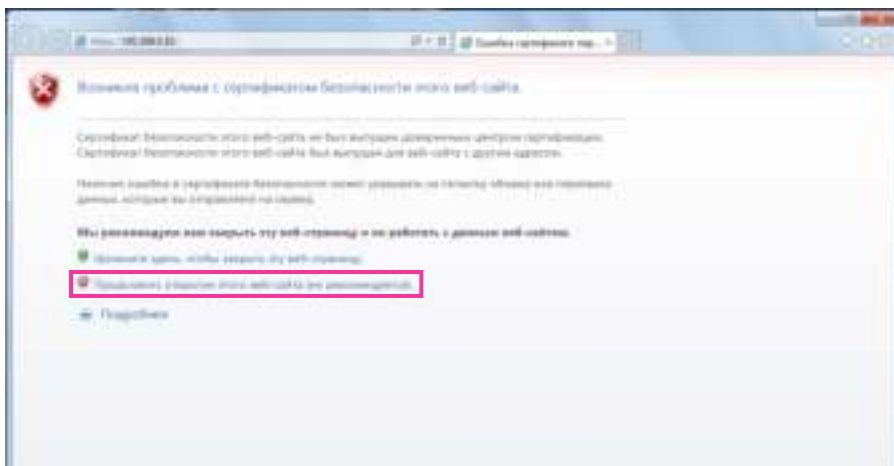 Ошибка сертификата: пер...
Возникла проблема с сертификатом безопасности этого веб-сайта.
Сертификат безопасности этого веб-сайта не был выпущен доверенным центром сертификации.
Сертификат безопасности этого веб-сайта был выпущен для веб-сайта с другим адресом.
Наличие ошибки в сертификате безопасности может указывать на попытку обмана или перехвата
данных, которые вы отправляете на сервер.
Мы рекомендуем вам закрыть эту веб-страницу и не работать с данным веб-сайтом.
Щелкните здесь, чтобы закрыть эту веб-страницу.
Продолжить открытие этого веб-сайта (не рекомендуется).
Подробнее